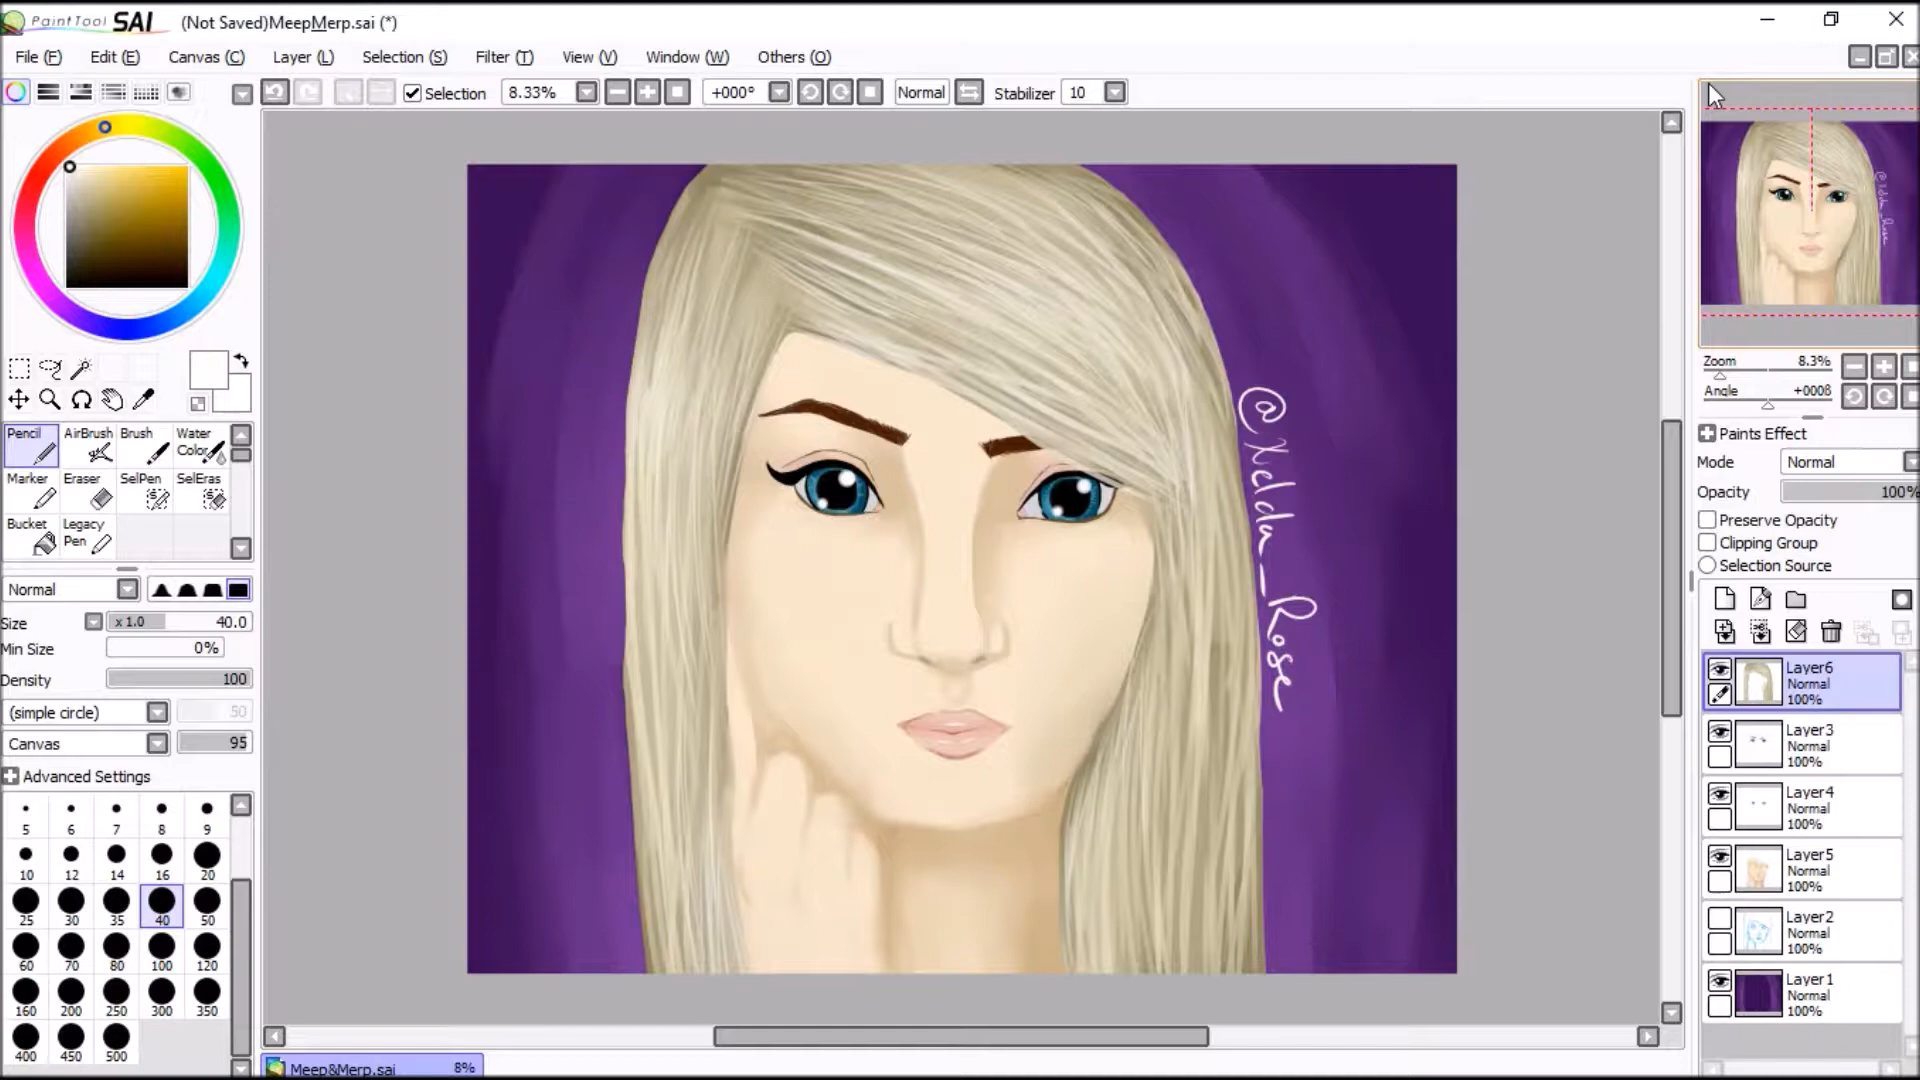 PaintTool SAI (Not Saved)MeepMerp.sai (*)
File (F) Edit (E) Canvas (C) Layer (L) Selection (S) Filter (T) View (V) Window (W) Others (O)
Selection 8.33% +000° Normal Stabilizer 10
Zoom 8.3%
Angle +000ß
Paints Effect
Mode Normal
Opacity 100%
Preserve Opacity
Clipping Group
Selection Source
Pencil AirBrush Brush Water Color
Marker Eraser SelPen SelEras
Bucket Legacy Pen
Normal
Size x 1.0 40.0
Min Size 0%
Density 100
(simple circle) 50
Canvas 95
Advanced Settings
5 6 7 8 9
10 12 14 16 20
25 30 35 40 50
60 70 80 100 120
160 200 250 300 350
400 450 500
@Xelda_Rose
Layer6
Normal
100%
Layer3
Normal
100%
Layer4
Normal
100%
Layer5
Normal
100%
Layer2
Normal
100%
Layer1
Normal
100%
Meep&Merp.sai 8%